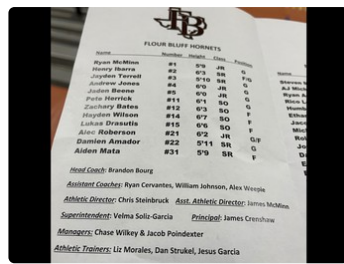 FB
FLOUR BLUFF HORNETS
Name Number Height Class Position
Ryan McMinn #1 5'9 JR G
Henry Ibarra #2 6'3 SR F
Jayden Terrell #3 5'10 SR F/G
Andrew Jones #4 6'0 JR G
Jaden Beene #5 6'0 JR G
Pete Herrick #11 6'1 SO G
Zachary Bates #12 6'3 SO F
Hayden Wilson #14 6'7 SO F
Lukas Drasutis #15 6'6 SO F
Alec Roberson #21 6'2 JR G/F
Damien Amador #22 5'11 SR G
Aiden Mata #31 5'9 SR F
Head Coach: Brandon Bourg
Assistant Coaches: Ryan Cervantes, William Johnson, Alex
Athletic Director: Chris Steinbruck Asst. Athletic Director: James McMinn
Superintendent: Velma Soliz-Garcia Principal: James Crenshaw
Managers: Chase Wilkey & Jacob Poindexter
Athletic Trainers: Liz Morales, Dan Strukel, Jesus Garcia